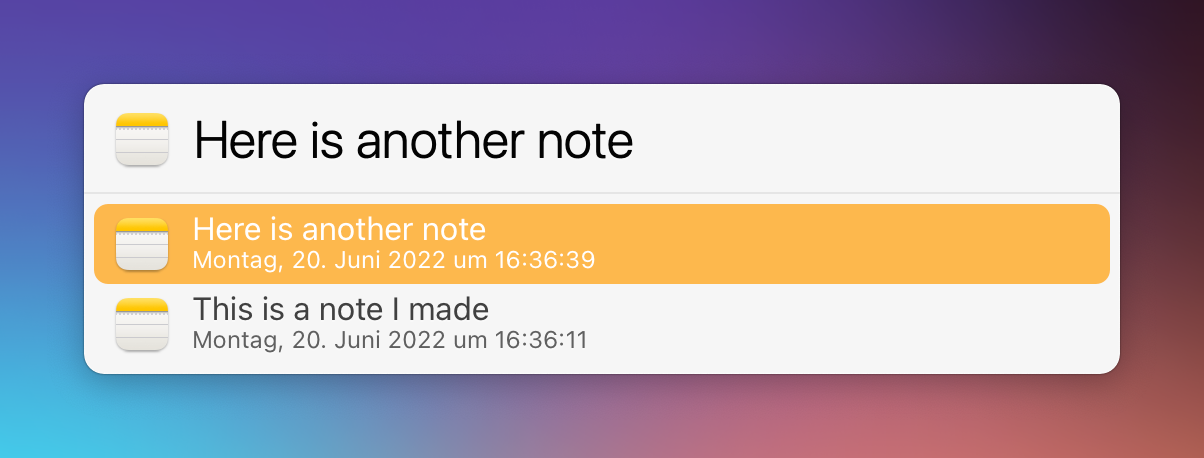 Here is another note
Here is another note
Montag, 20. Juni 2022 um 16:36:39
This is a note I made
Montag, 20. Juni 2022 um 16:36:11